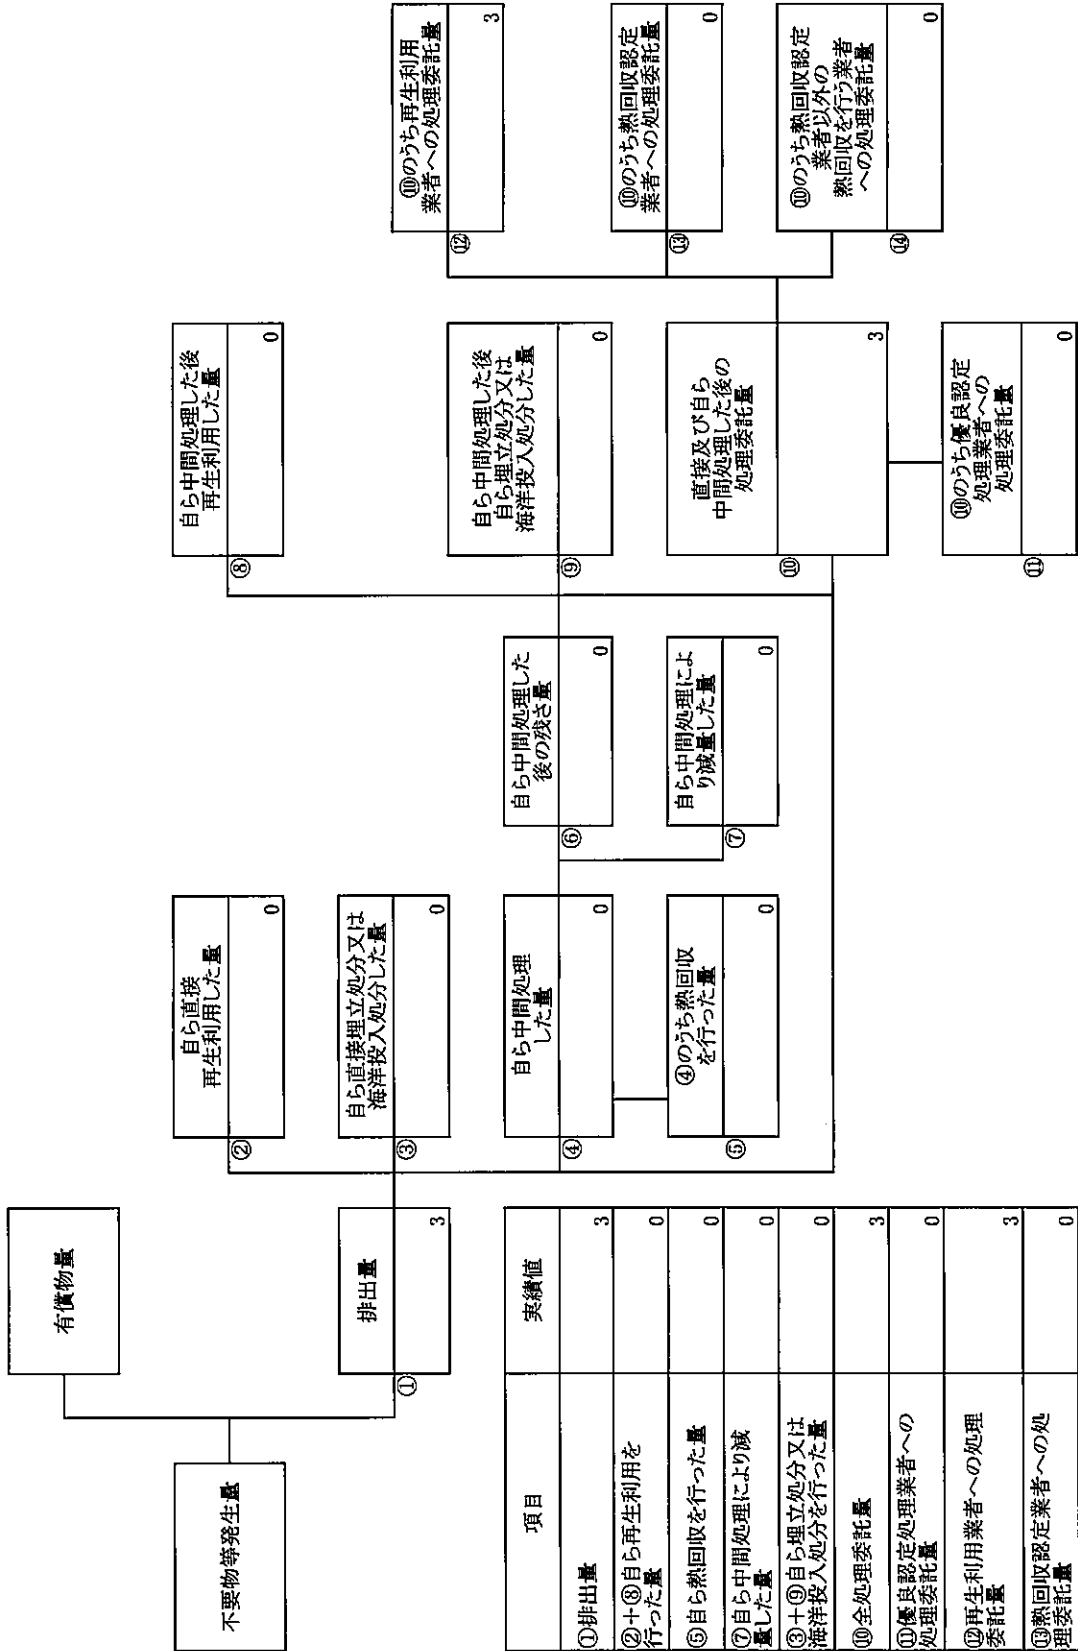 不要物等発生量
有償物量
①
排出量
3
②
自ら直接
再生利用した量
0
③
自ら直接埋立処分又は
海洋投入処分した量
0
④
自ら中間処理
した量
0
⑤
④のうち熱回収
を行った量
0
⑥
自ら中間処理した
後の残さ量
0
⑦
自ら中間処理によ
り減量した量
0
⑧
自ら中間処理した後
再生利用した量
0
⑨
自ら中間処理した後
自ら埋立処分又は
海洋投入処分した量
0
⑩
直接及び自ら
中間処理した後の
処理委託量
3
⑪
⑩のうち優良認定
処理業者への
処理委託量
0
⑫
⑩のうち再生利用
業者への処理委託量
3
⑬
⑩のうち熱回収認定
業者への処理委託量
0
⑭
⑩のうち熱回収認定
業者以外の
熱回収を行う業者
への処理委託量
0
項目 実績値
①排出量 3
②+⑧自ら再生利用を
行った量 0
⑤自ら熱回収を行った量 0
⑦自ら中間処理により減
量した量 0
③+⑨自ら埋立処分又は
海洋投入処分を行った量 0
⑩全処理委託量 3
⑪優良認定処理業者への
処理委託量 0
⑫再生利用業者への処理
委託量 3
⑬熱回収認定業者への処
理委託量 0